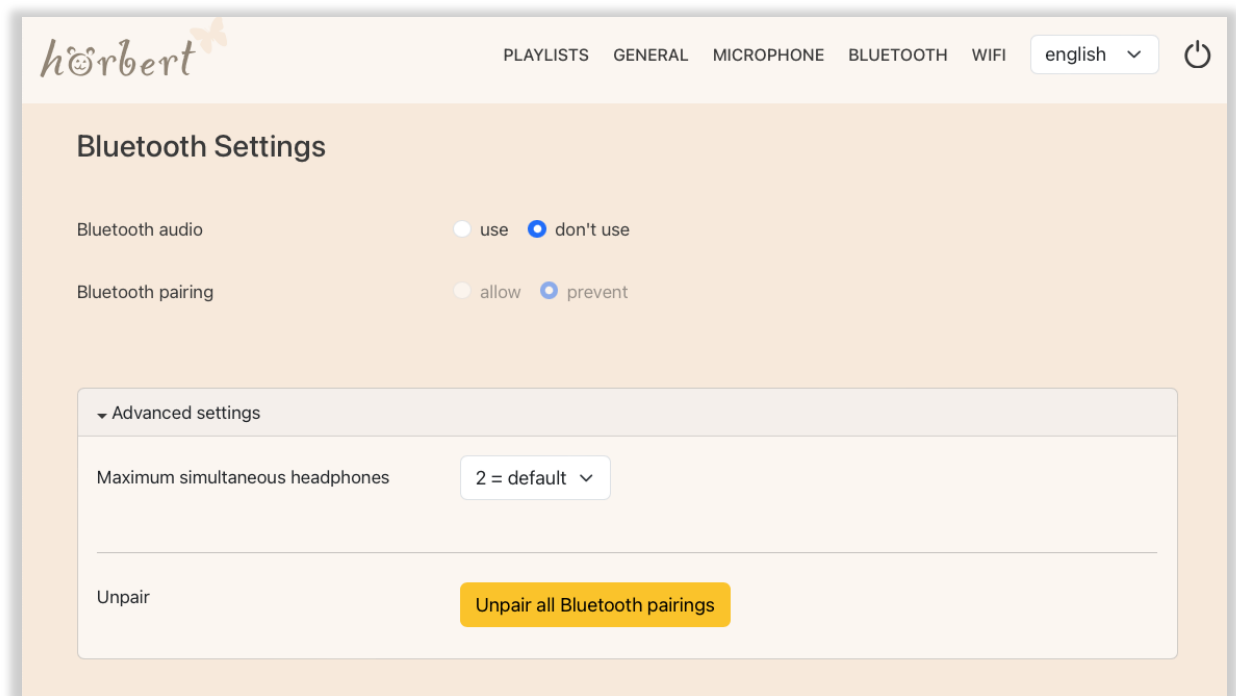 hörbert
PLAYLISTS GENERAL MICROPHONE BLUETOOTH WIFI english
Bluetooth Settings
Bluetooth audio use don't use
Bluetooth pairing allow prevent
Advanced settings
Maximum simultaneous headphones 2 = default
Unpair Unpair all Bluetooth pairings